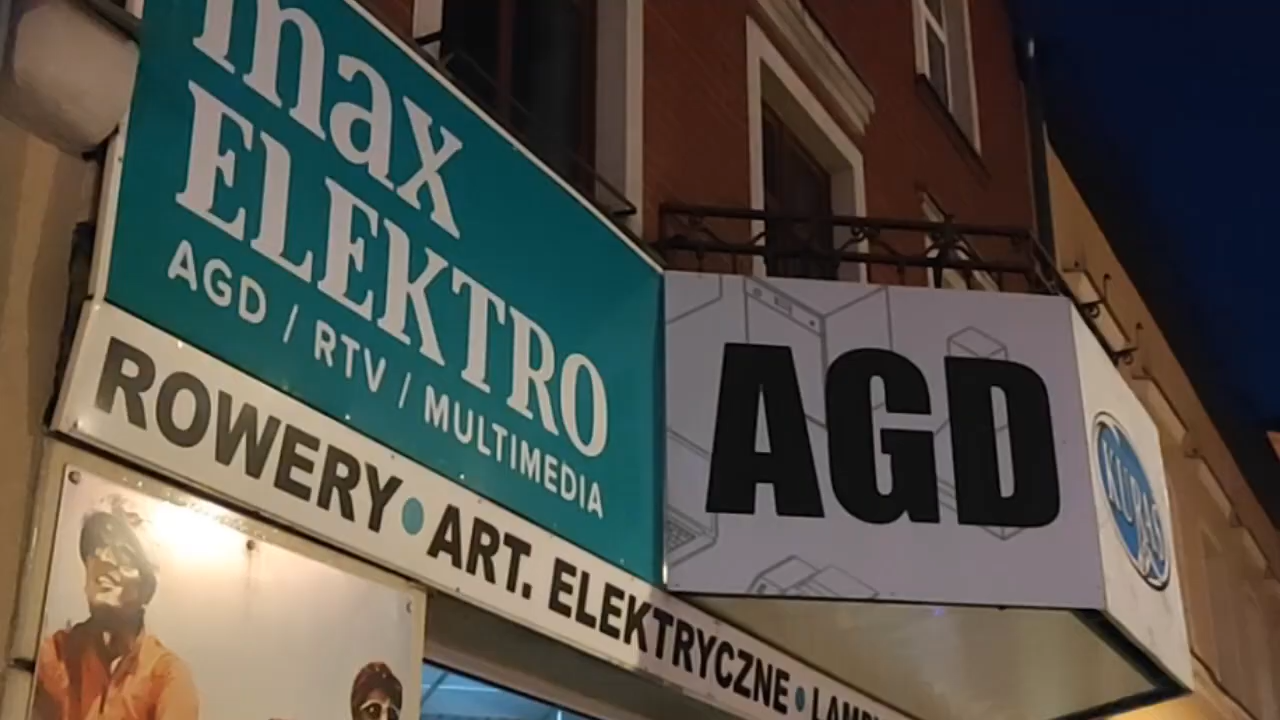 max
ELEKTRO
AGD / RTV / MULTIMEDIA
ROWERY • ART. ELEKTRYCZNE •
AGD